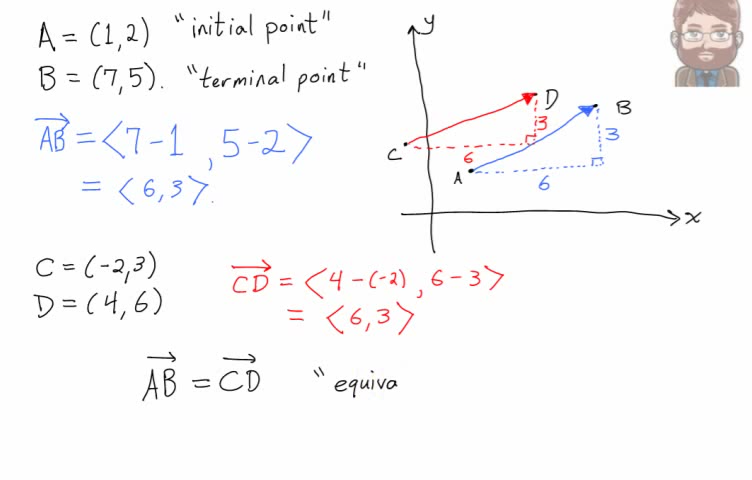 A = (1,2) "initial point"
B = (7,5). "terminal point"
AB = ⟨7-1, 5-2⟩
= ⟨6,3⟩.
y
D
B
3
3
C
6
A
6
x
C = (-2,3)
D = (4,6)
CD = ⟨4-(-2), 6-3⟩
= ⟨6,3⟩
AB = CD "equiva